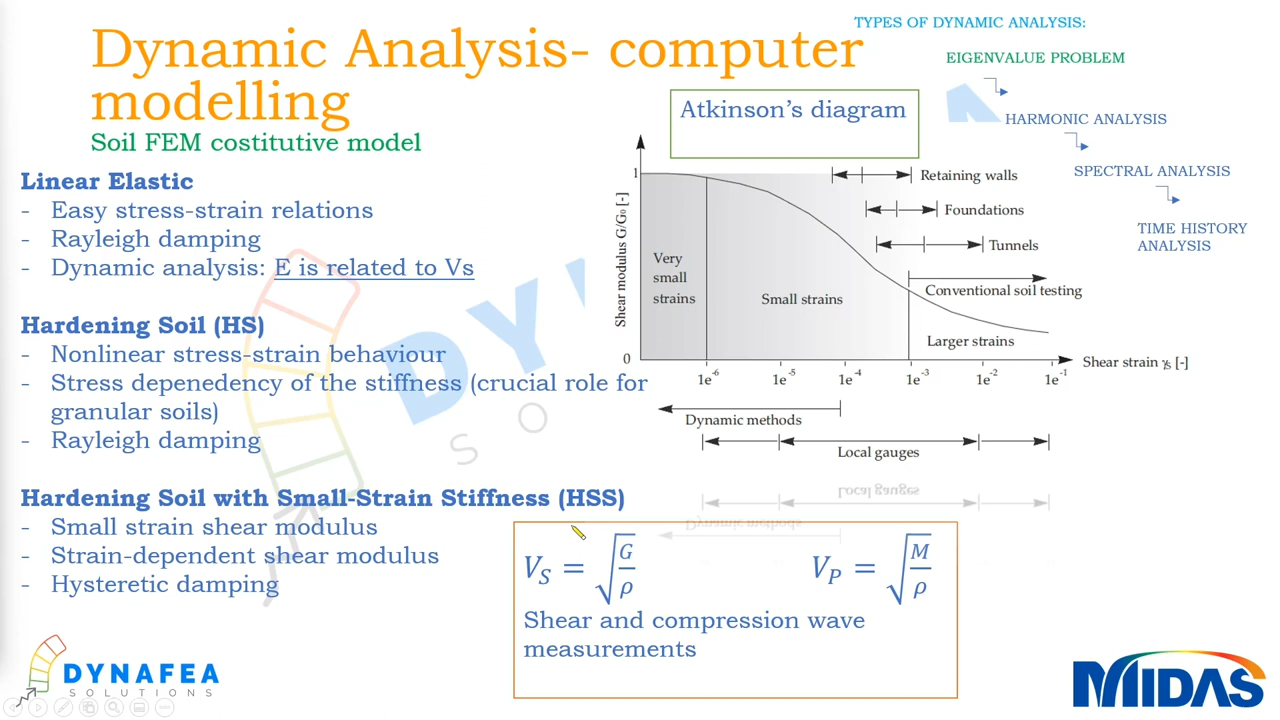 Dynamic Analysis- computer
modelling
Soil FEM costitutive model
TYPES OF DYNAMIC ANALYSIS:
EIGENVALUE PROBLEM
HARMONIC ANALYSIS
SPECTRAL ANALYSIS
TIME HISTORY
ANALYSIS
Linear Elastic
- Easy stress-strain relations
- Rayleigh damping
- Dynamic analysis: E is related to Vs
Hardening Soil (HS)
- Nonlinear stress-strain behaviour
- Stress depenedency of the stiffness (crucial role for
granular soils)
- Rayleigh damping
Hardening Soil with Small-Strain Stiffness (HSS)
- Small strain shear modulus
- Strain-dependent shear modulus
- Hysteretic damping
Atkinson's diagram
Shear modulus G/G₀ [-]
1
0
Retaining walls
Foundations
Tunnels
Conventional soil testing
Very
small
strains
Small strains
Larger strains
Shear strain γs [-]
1e⁻⁶ 1e⁻⁵ 1e⁻⁴ 1e⁻³ 1e⁻² 1e⁻¹
Dynamic methods
Local gauges
Local gauges
Dynamic methods
V_S = √(G/ρ) V_P = √(M/ρ)
Shear and compression wave
measurements
DYNAFEA
SOLUTIONS
MIDAS
DY
S O